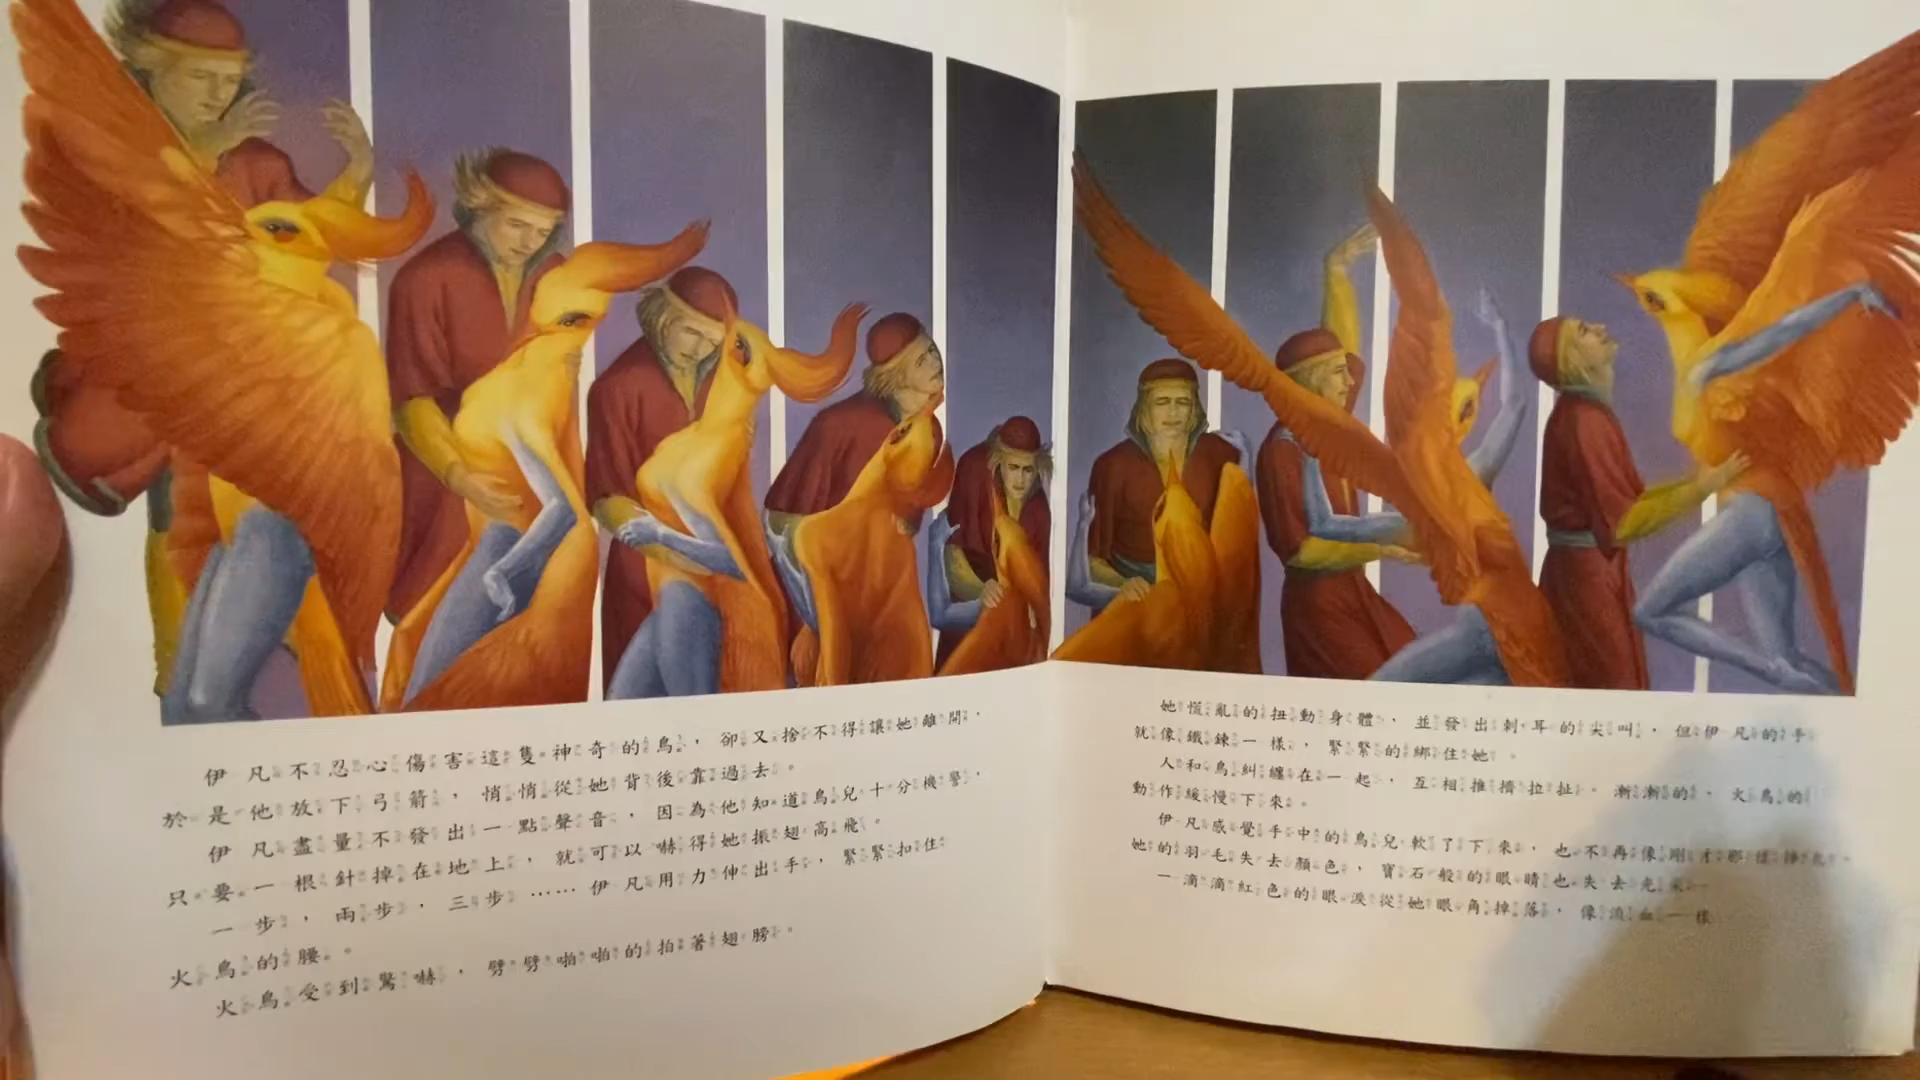 伊凡不忍心傷害這隻神奇的鳥，卻又捨不得讓她離開，
於是他放下弓箭，悄悄從她背後靠過去。
伊凡盡量不發出一點聲音，因為他知道鳥兒十分機警，
只要一根針掉在地上，就可以嚇得她振翅高飛。
一步，兩步，三步……伊凡用力伸出手，緊緊扣住
火鳥的腰。
火鳥受到驚嚇，劈劈啪啪的拍著翅膀。
她慌亂的扭動身體，並發出刺耳的尖叫，但伊凡的手
就像鐵鍊一樣，緊緊的綁住她。
人和鳥糾纏在一起，互相推擠拉扯。漸漸的，火鳥的
動作緩慢下來。
伊凡感覺手中的鳥兒軟了下來，也不再像剛才那樣
她的羽毛失去顏色，寶石般的眼睛也失去光
一滴滴紅色的眼淚從她眼角掉落，像流血一樣